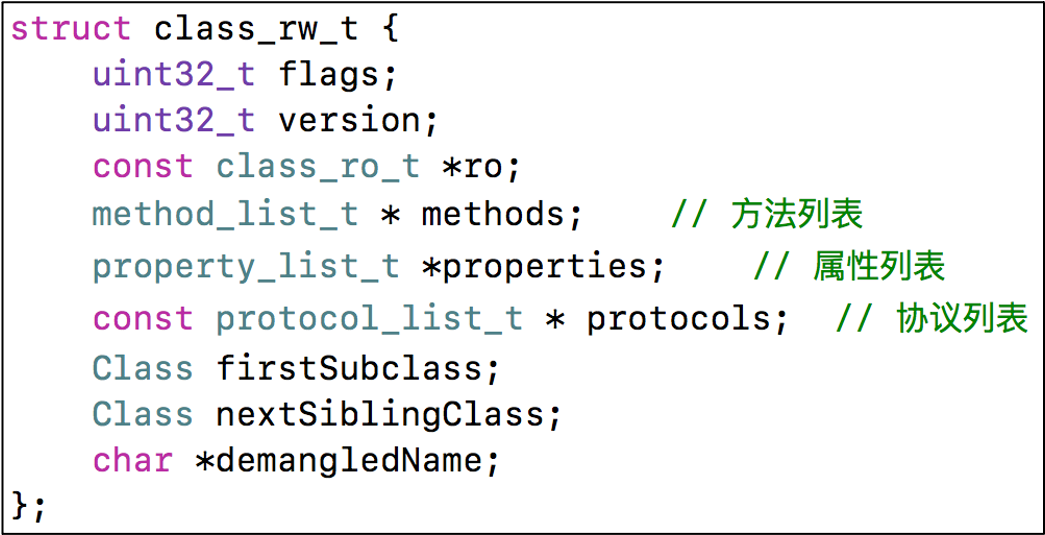 struct class_rw_t {
    uint32_t flags;
    uint32_t version;
    const class_ro_t *ro;
    method_list_t * methods;    // 方法列表
    property_list_t *properties;    // 属性列表
    const protocol_list_t * protocols;  // 协议列表
    Class firstSubclass;
    Class nextSiblingClass;
    char *demangledName;
};